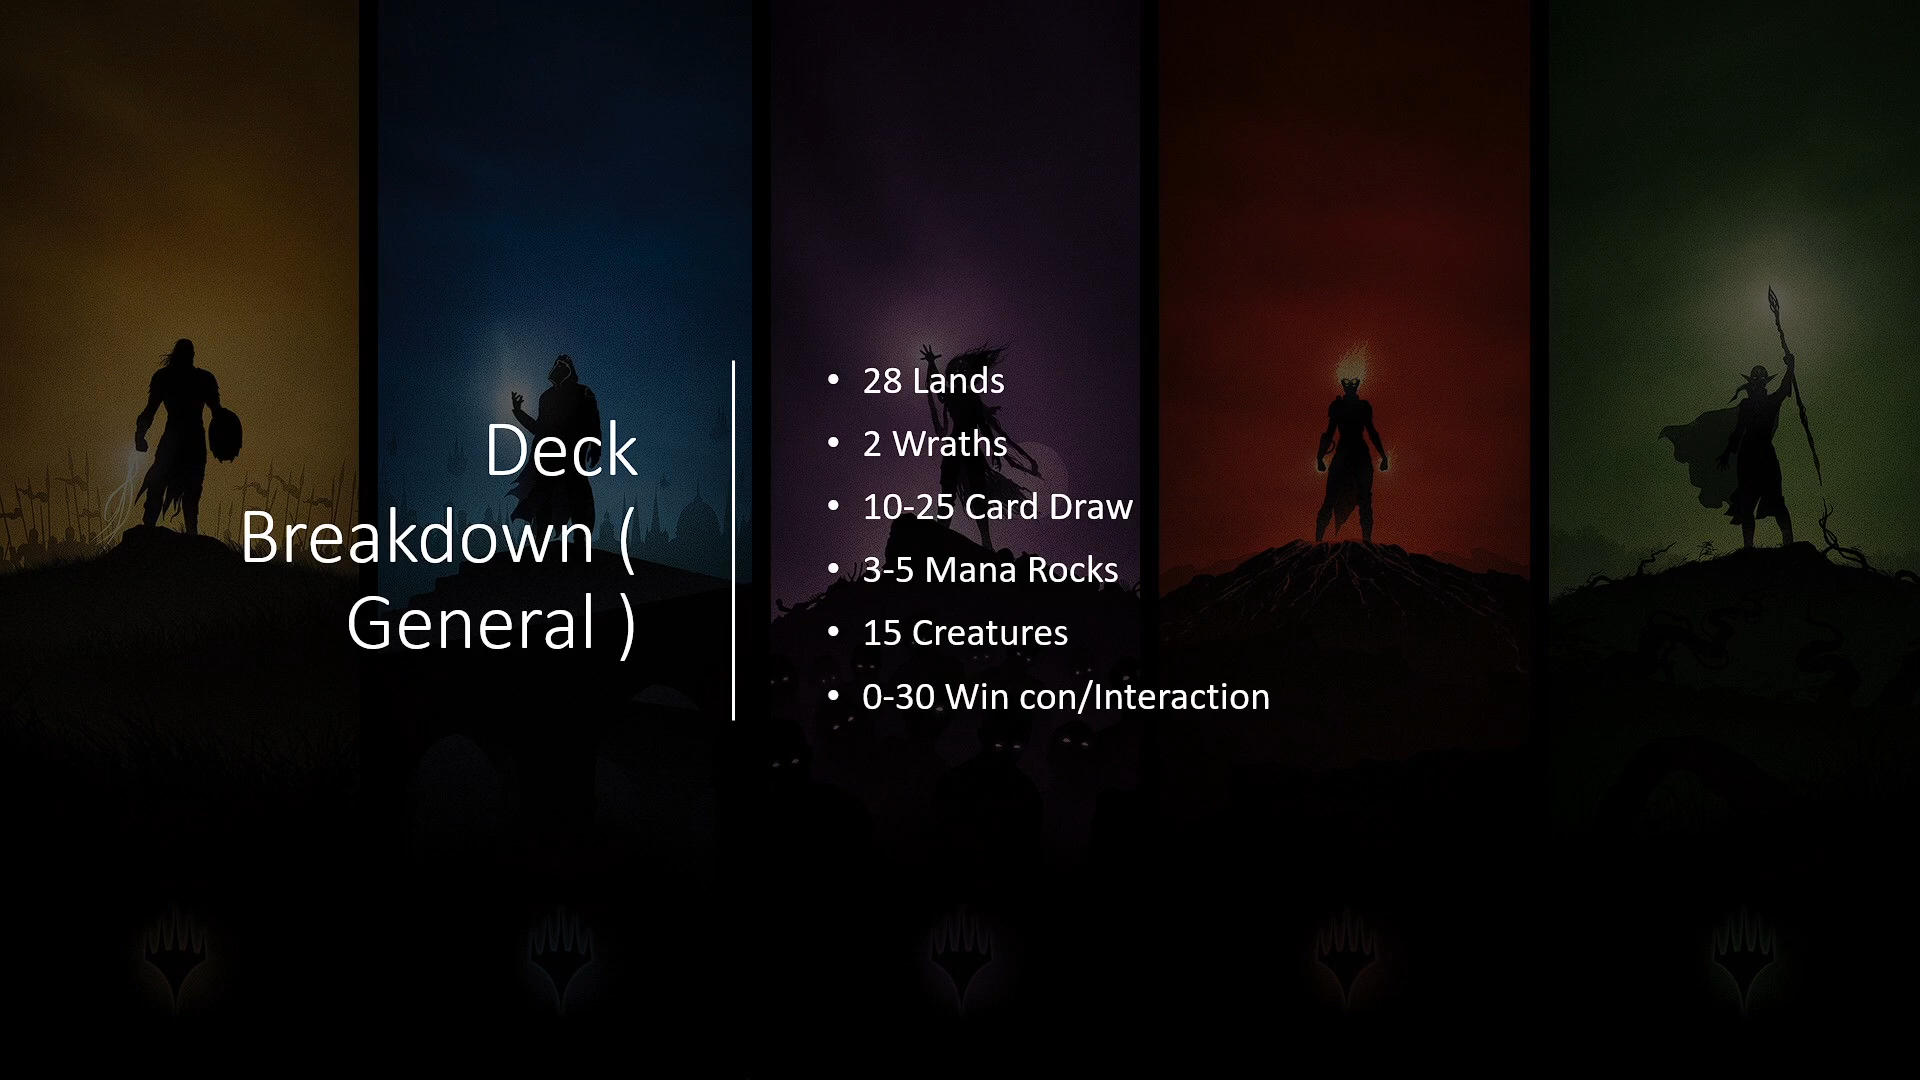 Deck
Breakdown (
General )
• 28 Lands
• 2 Wraths
• 10-25 Card Draw
• 3-5 Mana Rocks
• 15 Creatures
• 0-30 Win con/Interaction